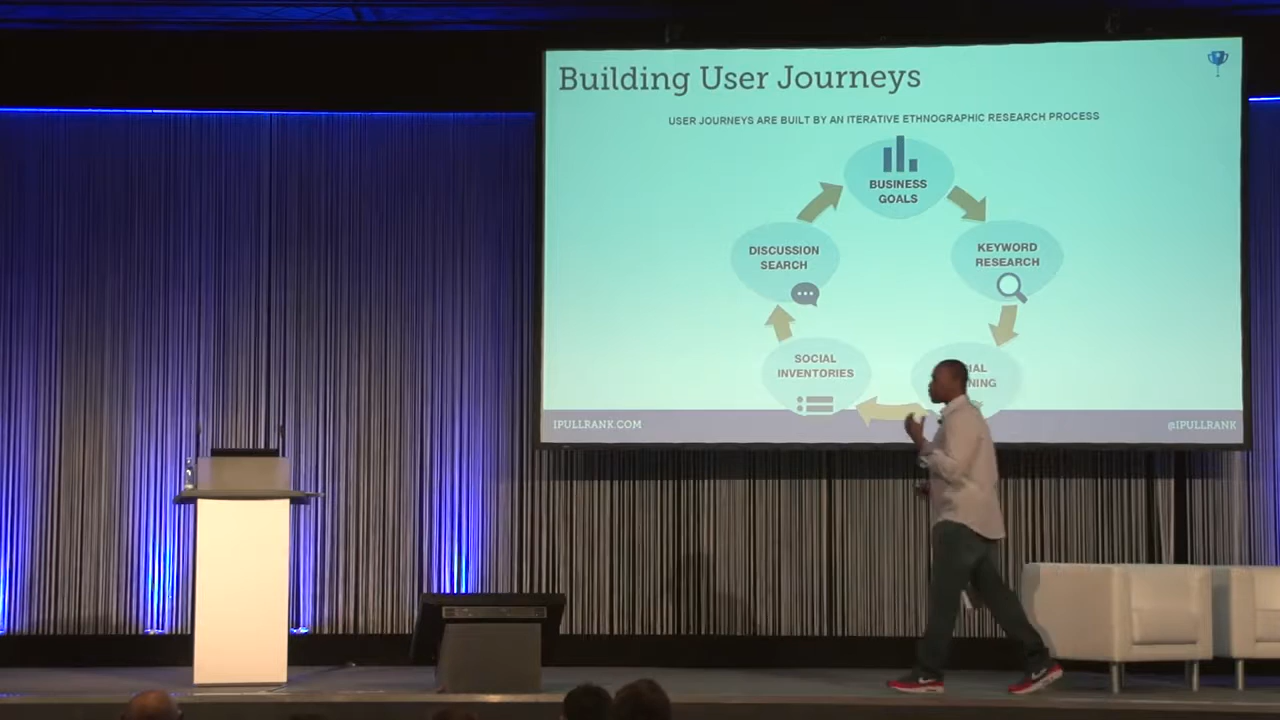 Building User Journeys
USER JOURNEYS ARE BUILT BY AN ITERATIVE ETHNOGRAPHIC RESEARCH PROCESS
BUSINESS
GOALS
KEYWORD
RESEARCH
DISCUSSION
SEARCH
SOCIAL
INVENTORIES
IPULLRANK.COM
@IPULLRANK